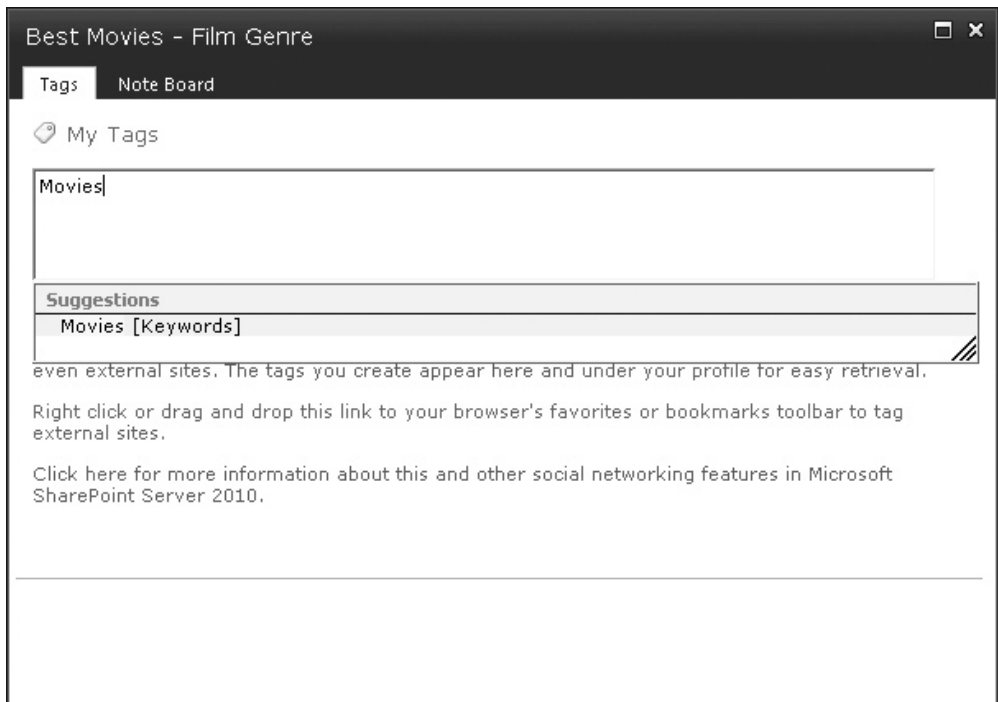 Best Movies - Film Genre
Tags Note Board
My Tags
Movies
Suggestions
Movies [Keywords]
even external sites. The tags you create appear here and under your profile for easy retrieval.
Right click or drag and drop this link to your browser's favorites or bookmarks toolbar to tag
external sites.
Click here for more information about this and other social networking features in Microsoft
SharePoint Server 2010.